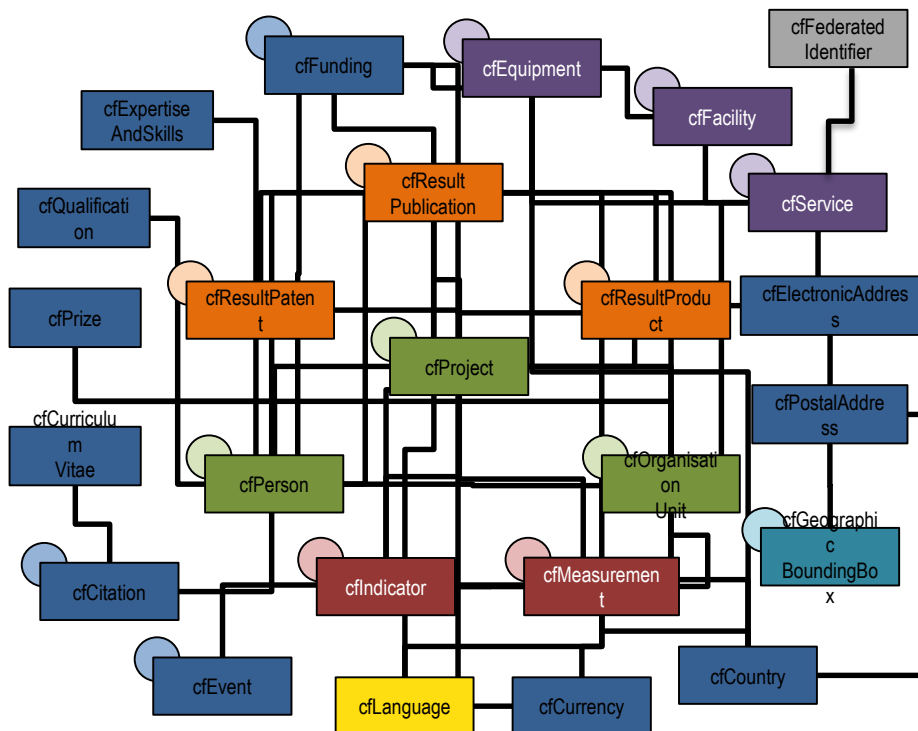 cfFederated
Identifier
cfFunding
cfEquipment
cfExpertise
AndSkills
cfFacility
cfResult
Publication
cfQualificati
on
cfService
cfResultPaten
t
cfResultProdu
ct
cfElectronicAddres
s
cfPrize
cfProject
cfPostalAddre
ss
cfCurriculu
m
Vitae
cfPerson
cfOrganisati
on
Unit
cfGeographi
c
BoundingBo
x
cfCitation
cfIndicator
cfMeasuremen
t
cfEvent
cfCountry
cfLanguage
cfCurrency